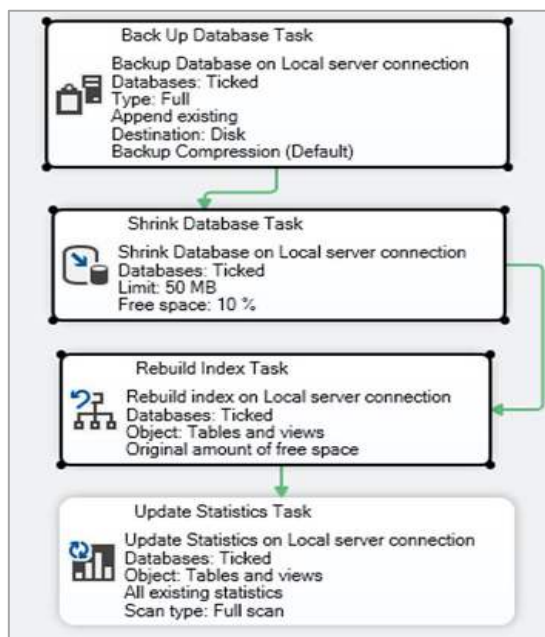 Back Up Database Task
Backup Database on Local server connection
Databases: Ticked
Type: Full
Append existing
Destination: Disk
Backup Compression (Default)
Shrink Database Task
Shrink Database on Local server connection
Databases: Ticked
Limit: 50 MB
Free space: 10 %
Rebuild Index Task
Rebuild index on Local server connection
Databases: Ticked
Object: Tables and views
Original amount of free space
Update Statistics Task
Update Statistics on Local server connection
Databases: Ticked
Object: Tables and views
All existing statistics
Scan type: Full scan